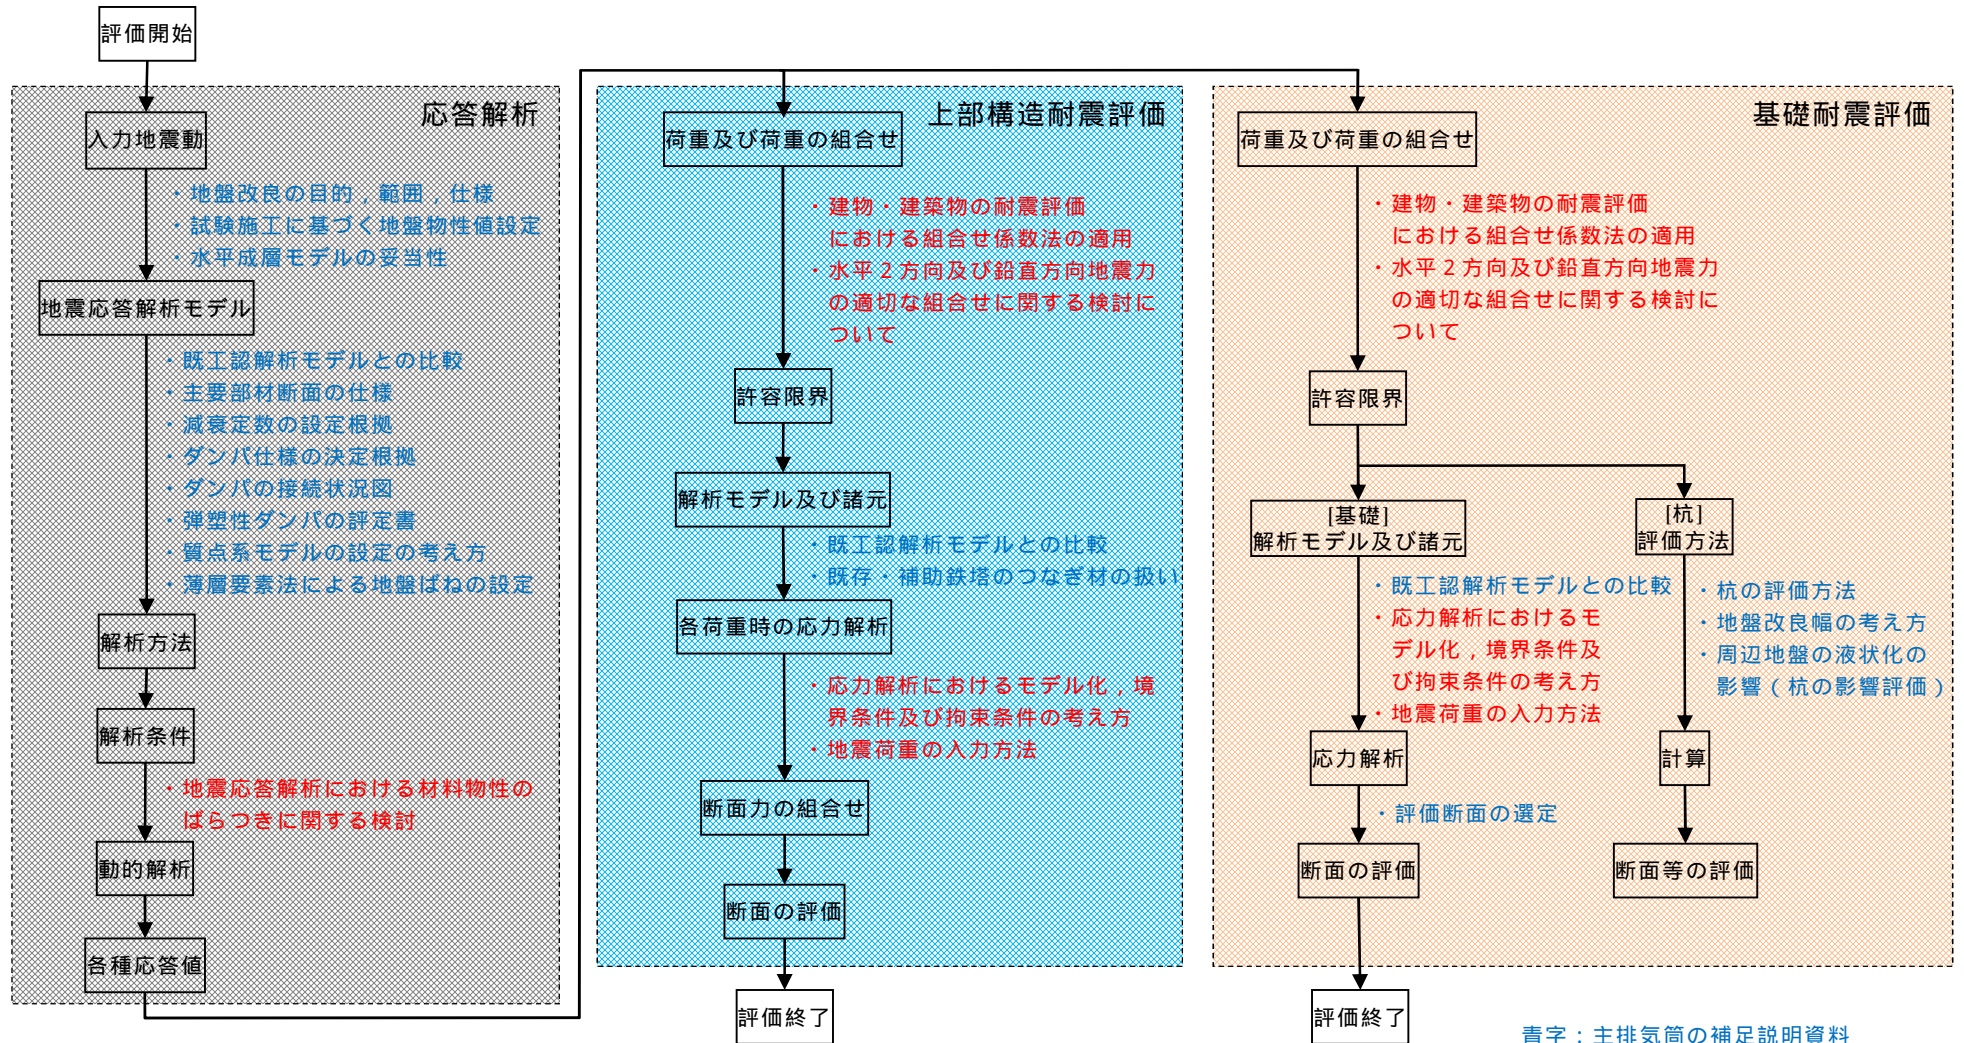 評価開始
応答解析
入力地震動
・地盤改良の目的，範囲，仕様
・試験施工に基づく地盤物性値設定
・水平成層モデルの妥当性
地震応答解析モデル
・既工認解析モデルとの比較
・主要部材断面の仕様
・減衰定数の設定根拠
・ダンパ仕様の決定根拠
・ダンパの接続状況図
・弾塑性ダンパの評定書
・質点系モデルの設定の考え方
・薄層要素法による地盤ばねの設定
解析方法
解析条件
・地震応答解析における材料物性の
ばらつきに関する検討
動的解析
各種応答値
上部構造耐震評価
荷重及び荷重の組合せ
・建物・建築物の耐震評価
における組合せ係数法の適用
・水平２方向及び鉛直方向地震力
の適切な組合せに関する検討に
ついて
許容限界
解析モデル及び諸元
・既工認解析モデルとの比較
・既存・補助鉄塔のつなぎ材の扱い
各荷重時の応力解析
・応力解析におけるモデル化，境
界条件及び拘束条件の考え方
・地震荷重の入力方法
断面力の組合せ
断面の評価
評価終了
基礎耐震評価
荷重及び荷重の組合せ
・建物・建築物の耐震評価
における組合せ係数法の適用
・水平２方向及び鉛直方向地震力
の適切な組合せに関する検討に
ついて
許容限界
[基礎]
解析モデル及び諸元
・既工認解析モデルとの比較
・応力解析におけるモ
デル化，境界条件及
び拘束条件の考え方
・地震荷重の入力方法
応力解析
・評価断面の選定
断面の評価
評価終了
[杭]
評価方法
・杭の評価方法
・地盤改良幅の考え方
・周辺地盤の液状化の
影響（杭の影響評価）
計算
断面等の評価
青字：主排気筒の補足説明資料